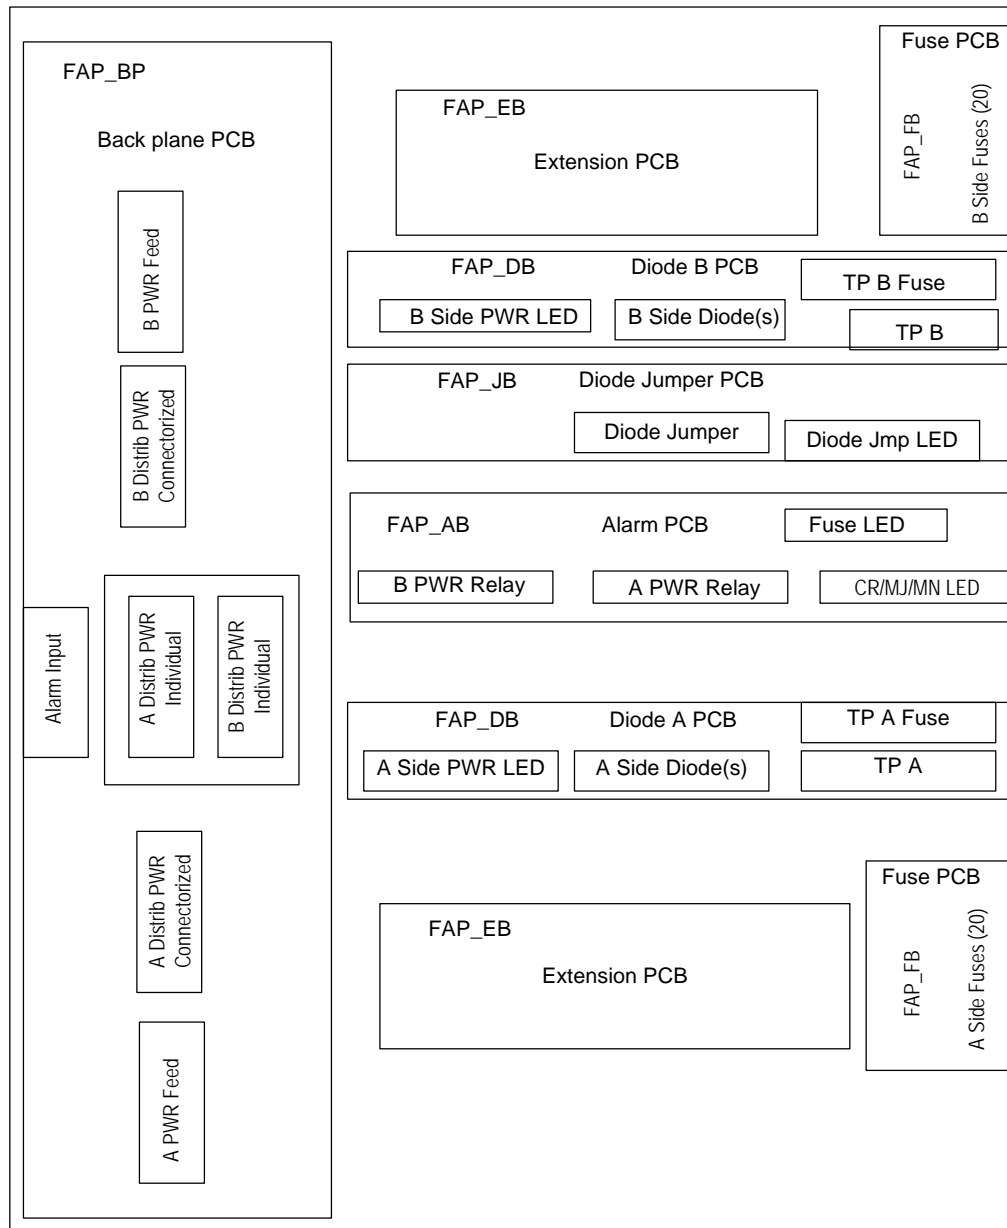 FAP_BP
Back plane PCB
B PWR Feed
B Distrib PWR
Connectorized
Alarm Input
A Distrib PWR
Individual
B Distrib PWR
Individual
A Distrib PWR
Connectorized
A PWR Feed
FAP_EB
Extension PCB
Fuse PCB
FAP_FB
B Side Fuses (20)
FAP_DB
Diode B PCB
TP B Fuse
B Side PWR LED
B Side Diode(s)
TP B
FAP_JB
Diode Jumper PCB
Diode Jumper
Diode Jmp LED
FAP_AB
Alarm PCB
Fuse LED
B PWR Relay
A PWR Relay
CR/MJ/MN LED
FAP_DB
Diode A PCB
TP A Fuse
A Side PWR LED
A Side Diode(s)
TP A
FAP_EB
Extension PCB
Fuse PCB
FAP_FB
A Side Fuses (20)